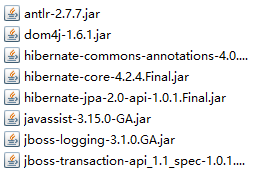 antlr-2.7.7.jar
dom4j-1.6.1.jar
hibernate-commons-annotations-4.0....
hibernate-core-4.2.4.Final.jar
hibernate-jpa-2.0-api-1.0.1.Final.jar
javassist-3.15.0-GA.jar
jboss-logging-3.1.0.GA.jar
jboss-transaction-api_1.1_spec-1.0.1....